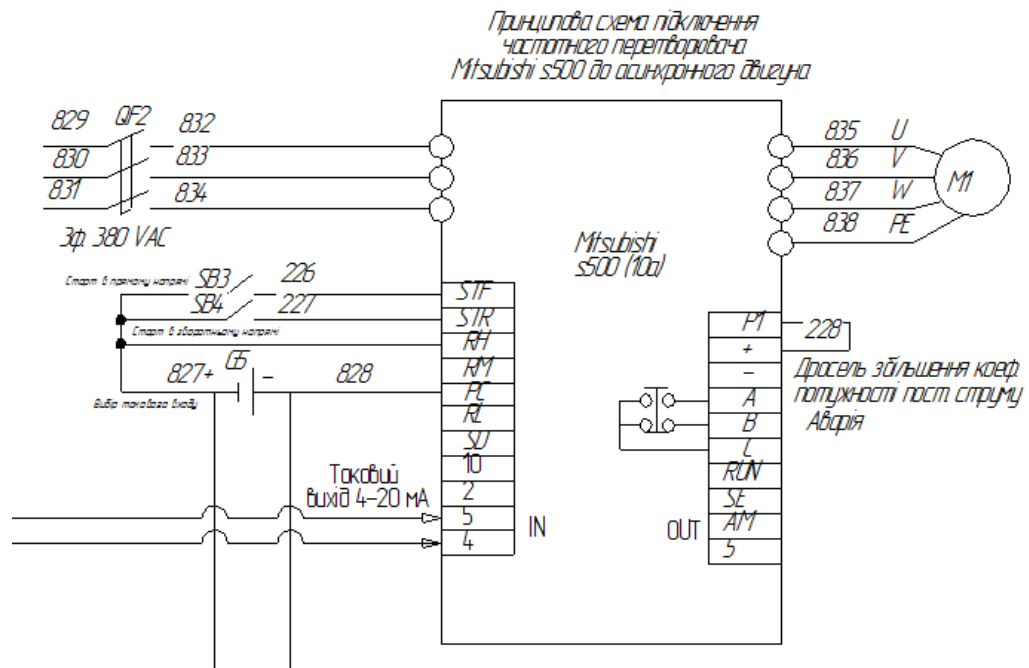 Принципова схема підключення
частотного перетворювача
Mitsubishi s500 до асинхронного двигуна
829 QF2 832
830 833
831 834
3ф. 380 VAC
835 U
836 V
837 W
838 PE
M1
Mitsubishi
s500 (10a)
Старт в прямому напрямі SB3 226
SB4 227
Старт в зворотньому напрямі
827+ – 828
Вибір токового входу
STF
STR
RH
RM
PC
RL
SD
10
2
5
4
Токовий
вихід 4-20 мА
IN
P1
+
–
A
B
C
RUN
SE
AM
5
OUT
228
Дросель збільшення коеф.
потужності пост. струму
Аварія